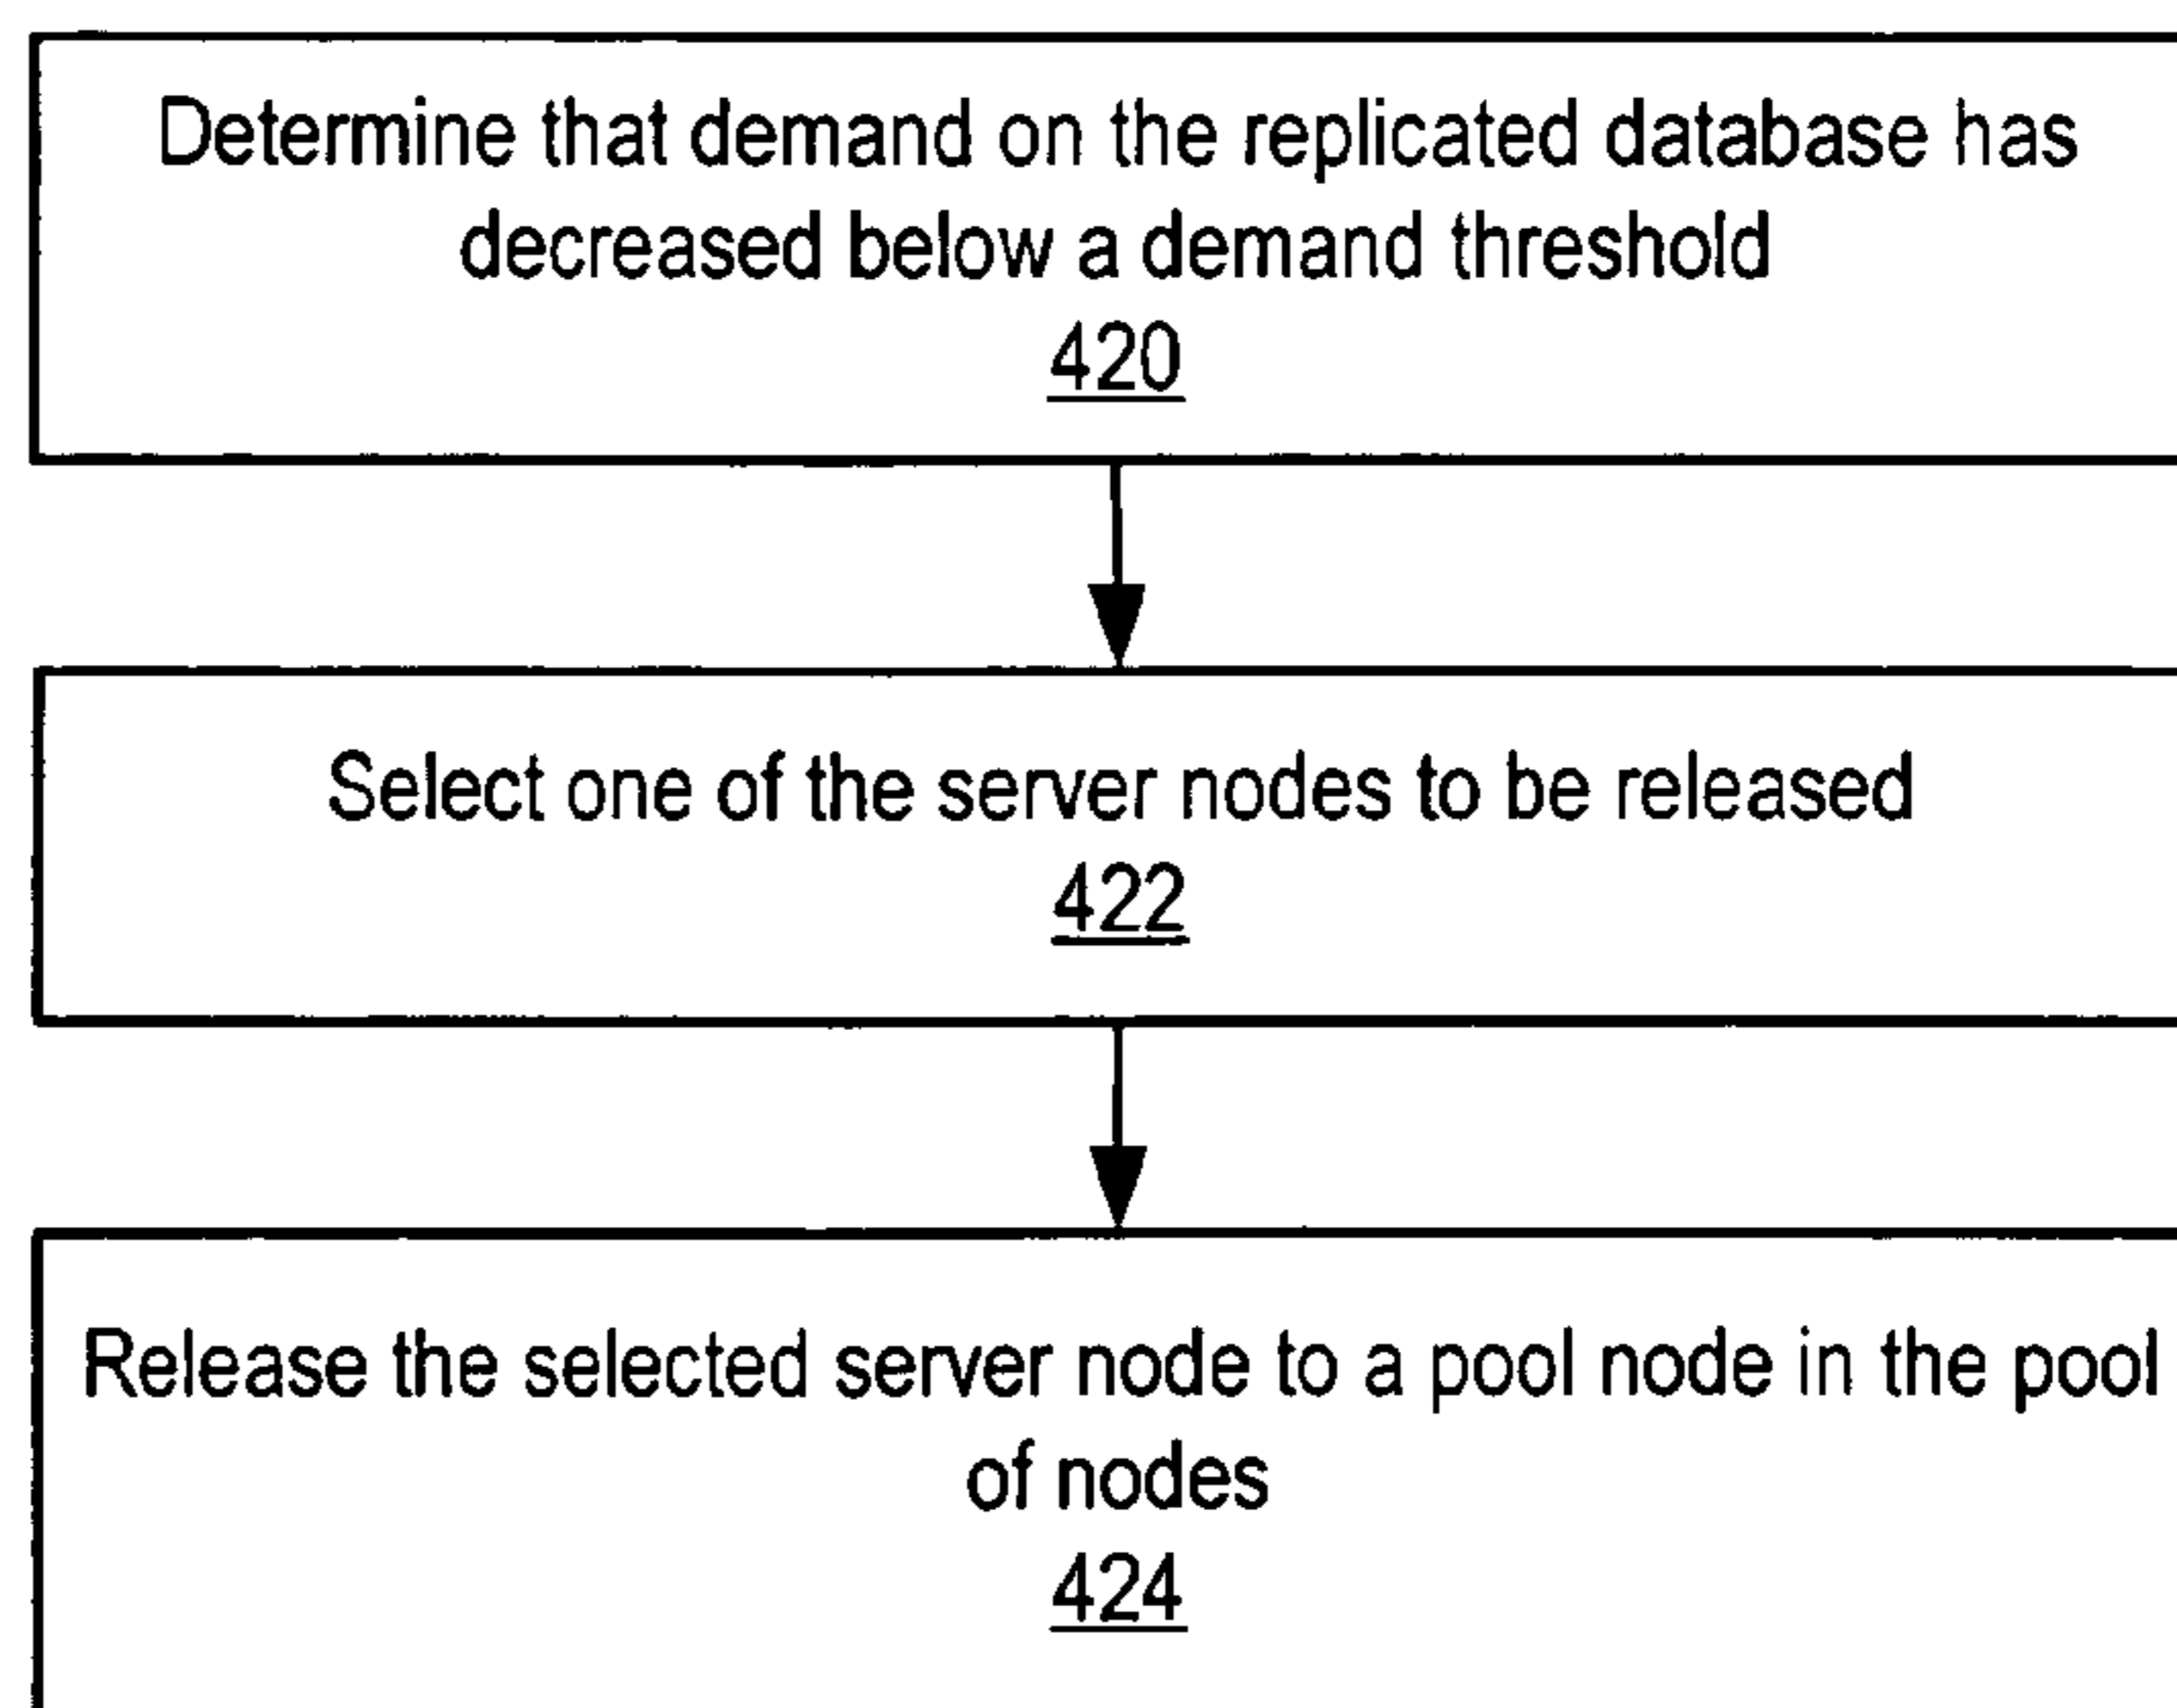 Determine that demand on the replicated database has
decreased below a demand threshold
420
Select one of the server nodes to be released
422
Release the selected server node to a pool node in the pool
of nodes
424